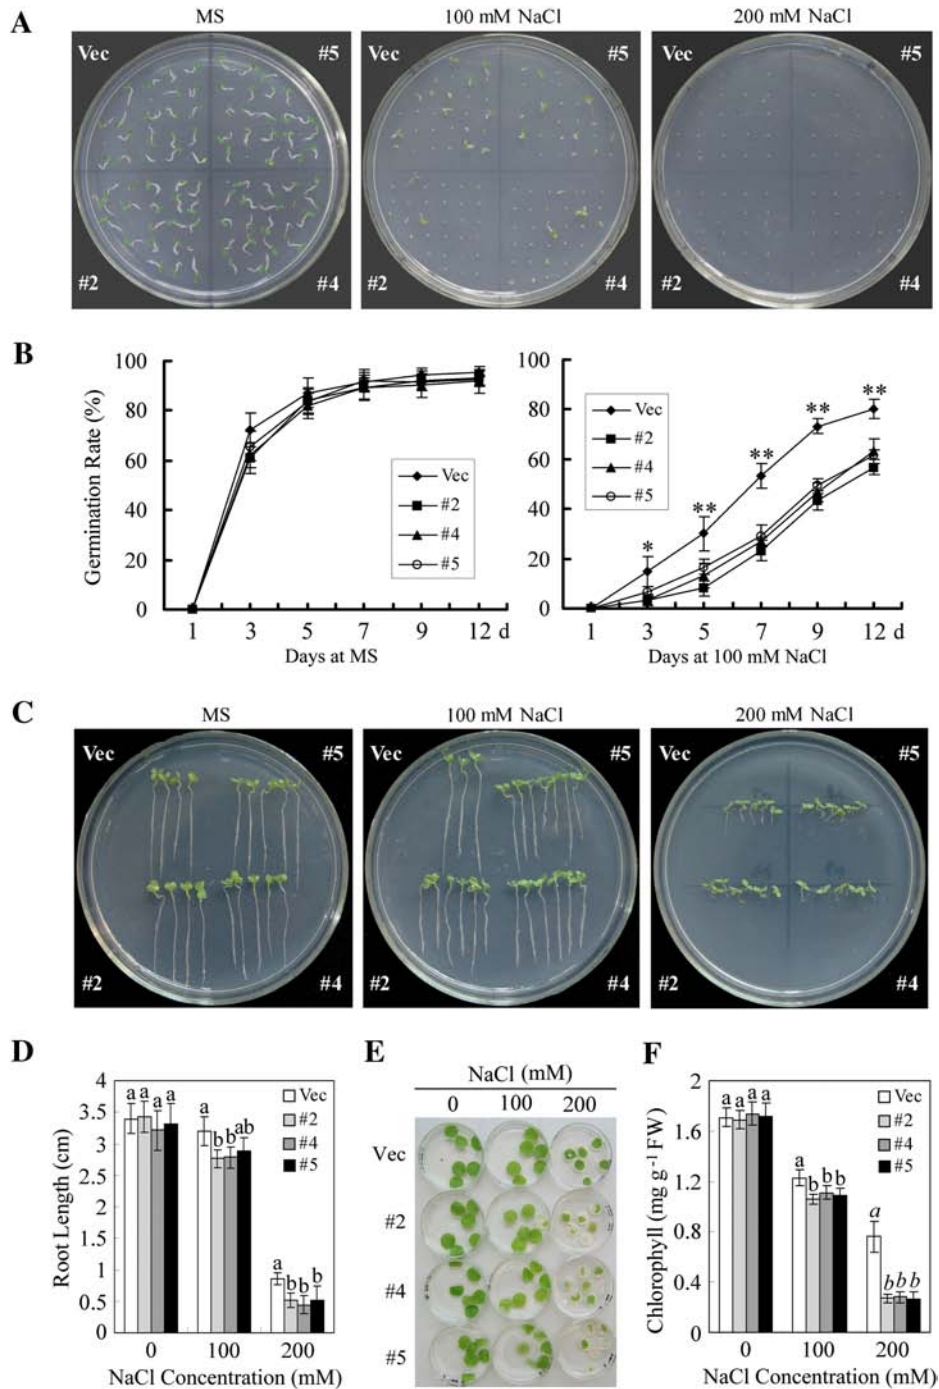 A
MS
100 mM NaCl
200 mM NaCl
Vec
#5
#2
#4
Vec
#5
#2
#4
Vec
#5
#2
#4
B
Germination Rate (%)
100
80
60
40
20
0
Vec
#2
#4
#5
1
3
5
7
9
12 d
Days at MS
100
80
60
40
20
0
Vec
#2
#4
#5
*
**
**
**
**
1
3
5
7
9
12 d
Days at 100 mM NaCl
C
MS
100 mM NaCl
200 mM NaCl
Vec
#5
#2
#4
Vec
#5
#2
#4
Vec
#5
#2
#4
D
Root Length (cm)
4
3.5
3
2.5
2
1.5
1
0.5
0
a a a a
a b b ab
a b b b
Vec
#2
#4
#5
0
100
200
NaCl Concentration (mM)
E
NaCl (mM)
0
100
200
Vec
#2
#4
#5
F
Chlorophyll (mg g-1 FW)
2
1.6
1.2
0.8
0.4
0
a a a a
a b b b
a b b b
Vec
#2
#4
#5
0
100
200
NaCl Concentration (mM)